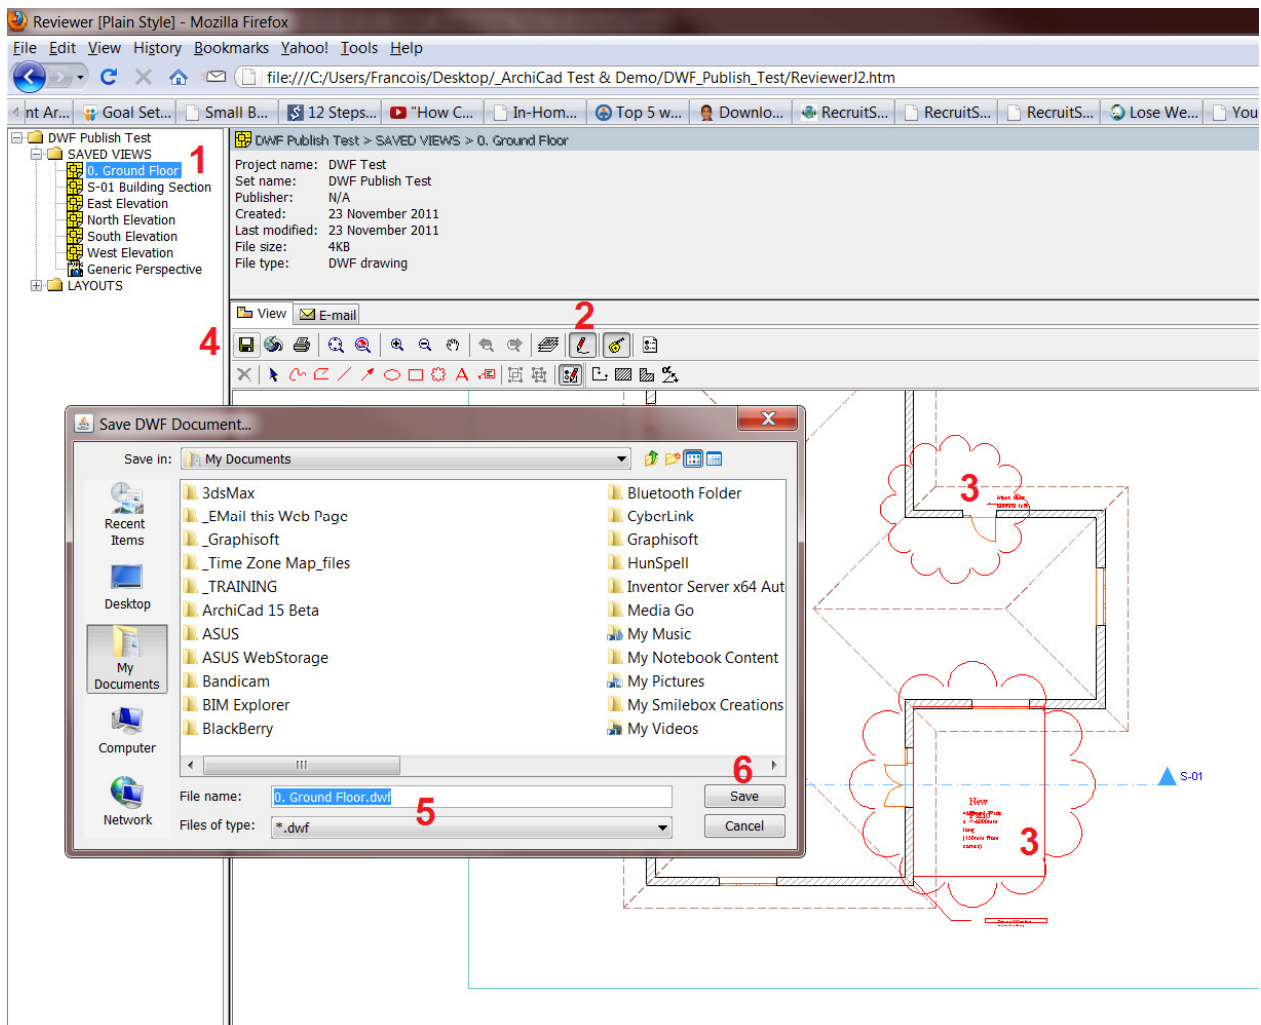 Reviewer [Plain Style] - Mozilla Firefox
File Edit View History Bookmarks Yahoo! Tools Help
file:///C:/Users/Francois/Desktop/_ArchiCad Test & Demo/DWF_Publish_Test/ReviewerJ2.htm
nt Ar... Goal Set... Small B... 12 Steps... "How C... In-Hom... Top 5 w... Downlo... RecruitS... RecruitS... RecruitS... Lose We... You
DWF Publish Test
SAVED VIEWS
1
0. Ground Floor
S-01 Building Section
East Elevation
North Elevation
South Elevation
West Elevation
Generic Perspective
LAYOUTS
DWF Publish Test > SAVED VIEWS > 0. Ground Floor
Project name: DWF Test
Set name: DWF Publish Test
Publisher: N/A
Created: 23 November 2011
Last modified: 23 November 2011
File size: 4KB
File type: DWF drawing
View E-mail
2
4
A
Save DWF Document...
X
Save in: My Documents
Recent Items
Desktop
My Documents
Computer
Network
3dsMax
_EMail this Web Page
_Graphisoft
_Time Zone Map_files
_TRAINING
ArchiCad 15 Beta
ASUS
ASUS WebStorage
Bandicam
BIM Explorer
BlackBerry
Bluetooth Folder
CyberLink
Graphisoft
HunSpell
Inventor Server x64 Aut
Media Go
My Music
My Notebook Content
My Pictures
My Smilebox Creations
My Videos
6
File name: 0. Ground Floor.dwf
Save
5
Files of type: *.dwf
Cancel
3
S-01
New
long
(150mm from
3